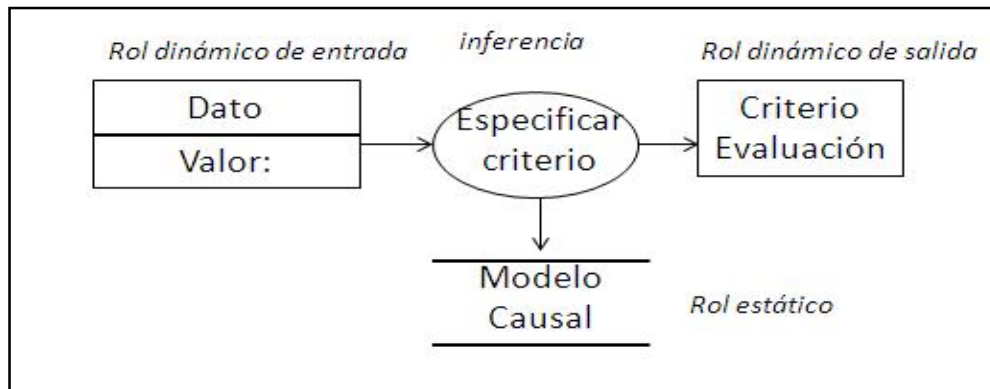 Rol dinámico de entrada
inferencia
Rol dinámico de salida
Dato
Valor:
Especificar
criterio
Criterio
Evaluación
Modelo
Causal
Rol estático